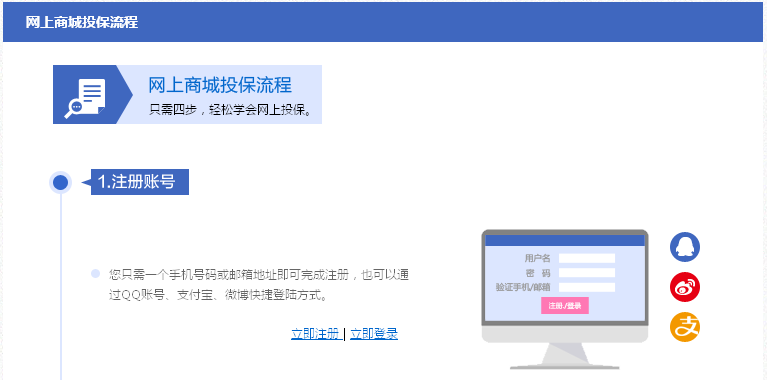 网上商城投保流程
网上商城投保流程
只需四步，轻松学会网上投保。
1.注册账号
您只需一个手机号码或邮箱地址即可完成注册，也可以通
过QQ账号、支付宝、微博快捷登陆方式。
立即注册 | 立即登录
用户名
密 码
验证手机/邮箱
注册/登录
支